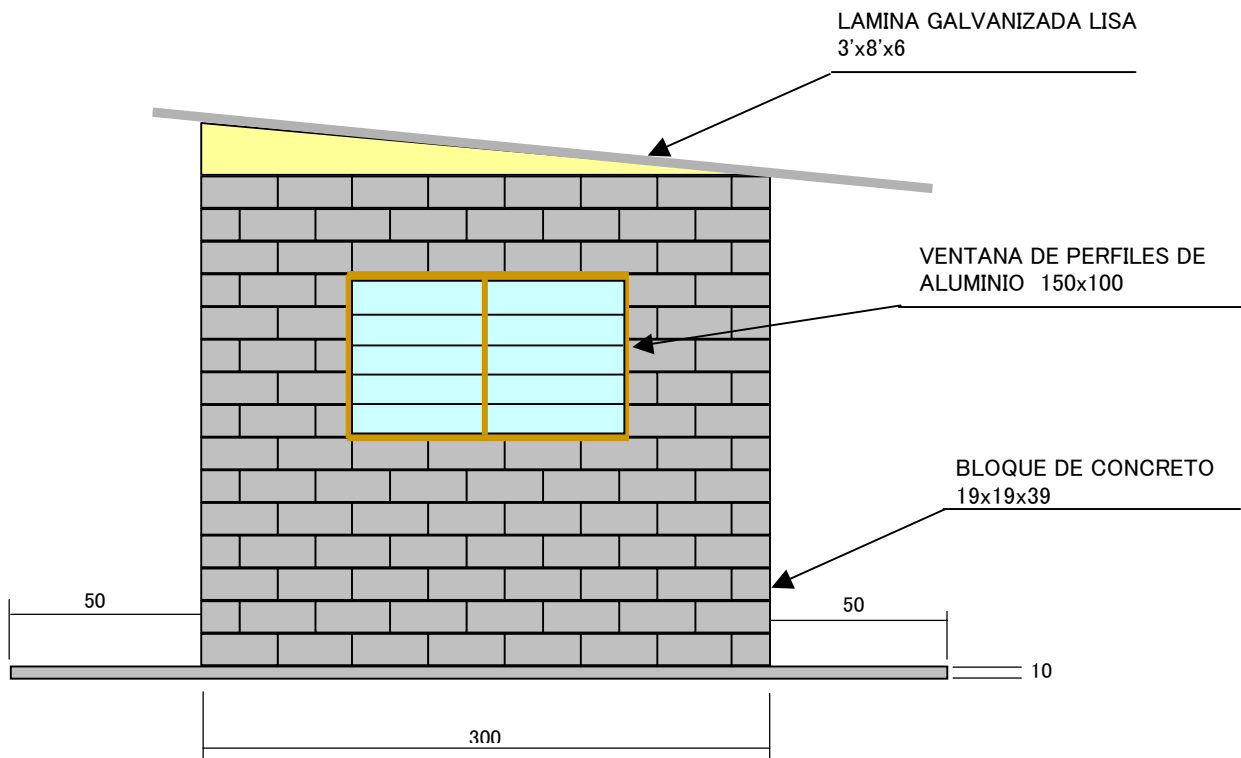 LAMINA GALVANIZADA LISA
3'x8'x6
VENTANA DE PERFILES DE
ALUMINIO 150x100
BLOQUE DE CONCRETO
19x19x39
50
50
10
300